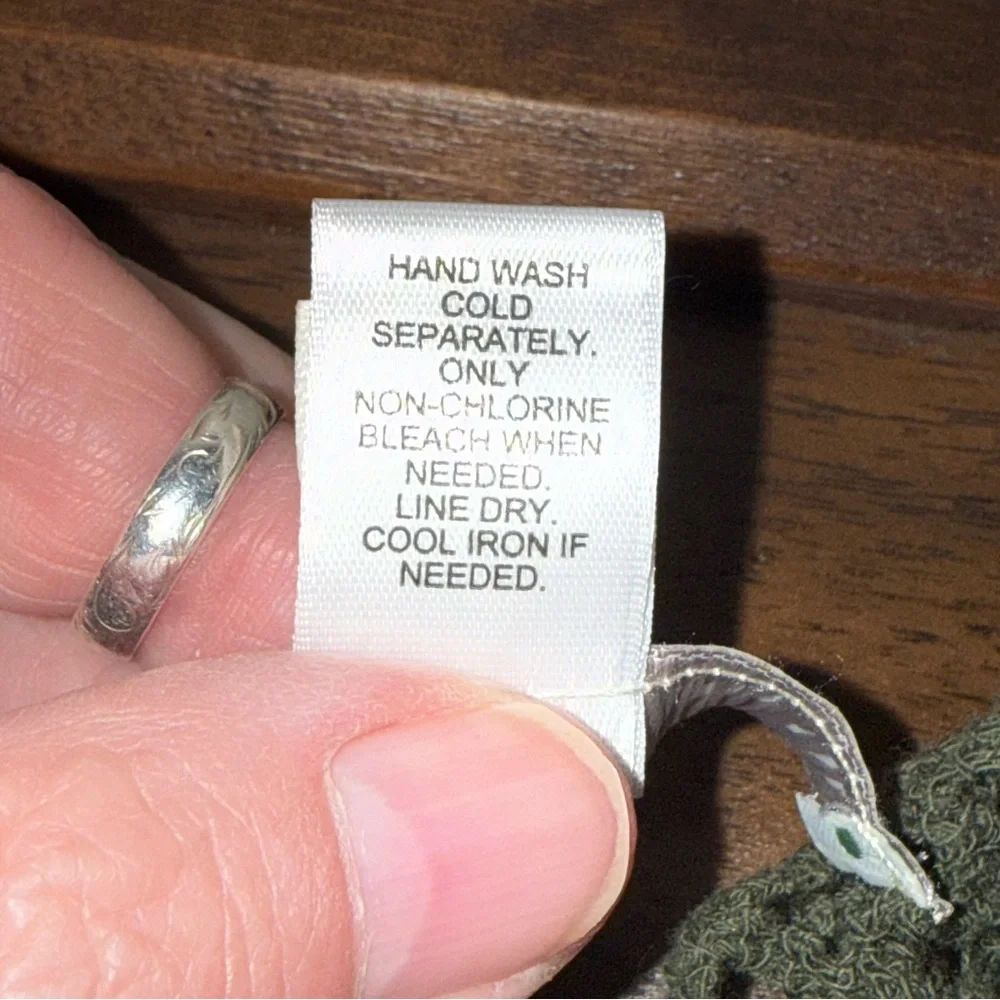 HAND WASH
COLD
SEPARATELY.
ONLY
NON-CHLORINE
BLEACH WHEN
NEEDED.
LINE DRY.
COOL IRON IF
NEEDED.